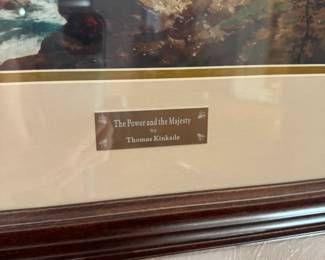 The Power and the Majesty
by
Thomas Kinkade